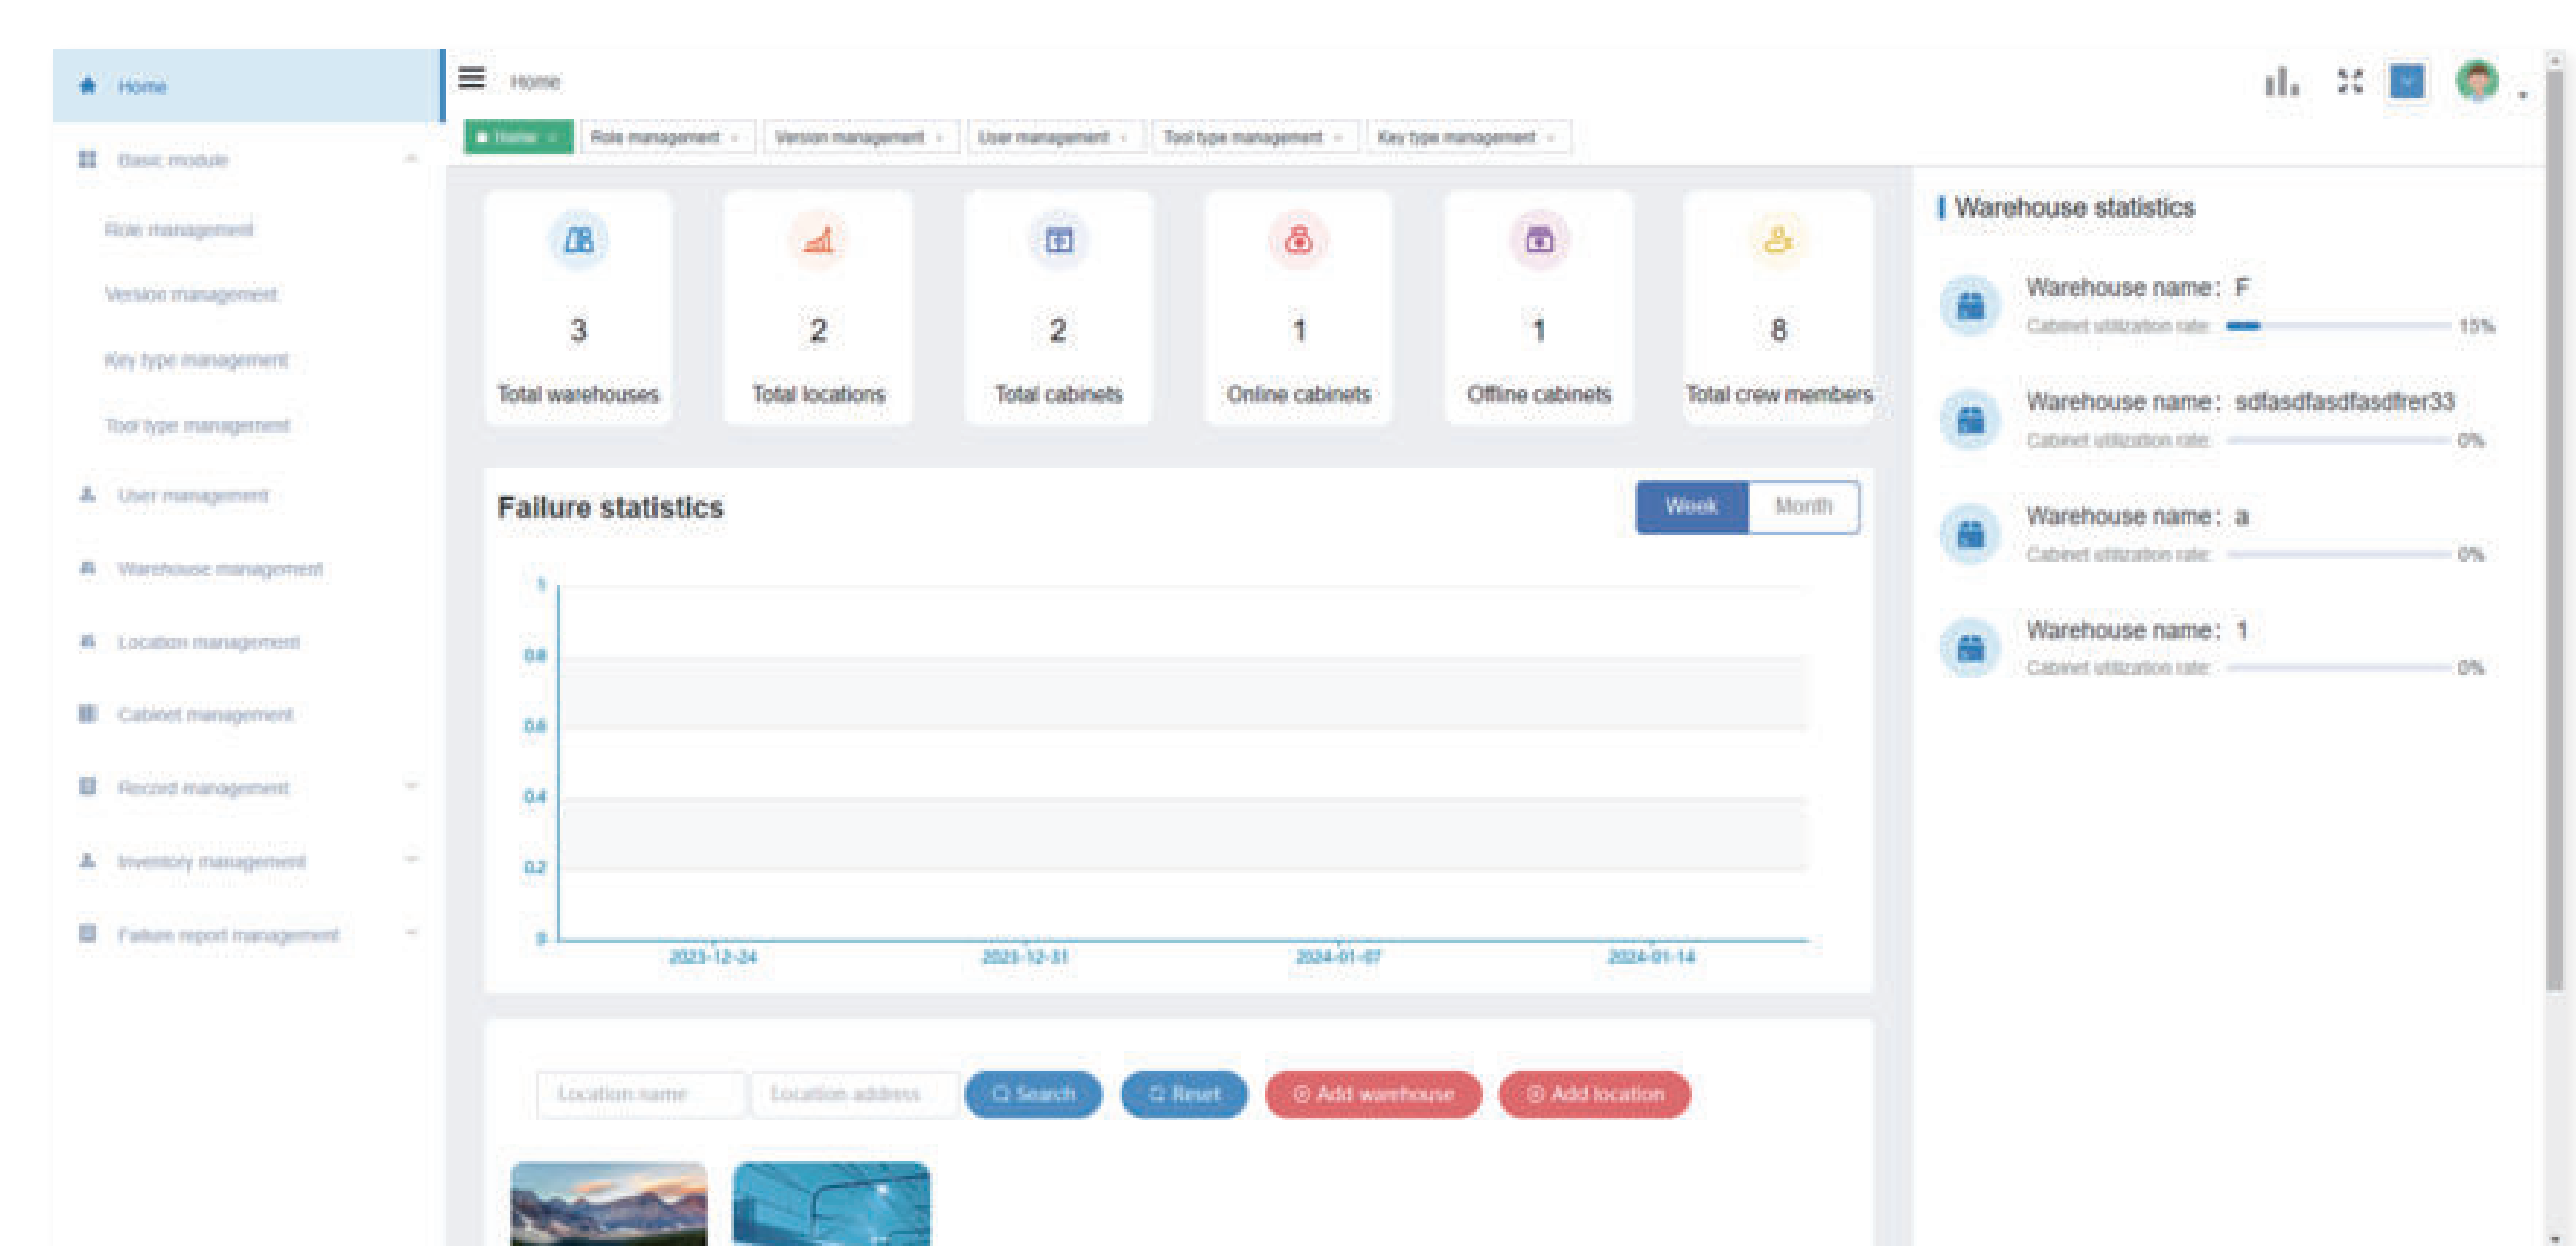 Home
Basic module
Role management
Version management
Key type management
Tool type management
User management
Warehouse management
Location management
Cabinet management
Record management
Inventory management
Failure report management
Home
Home Role management Version management User management Tool type management Key type management
3 2 2 1 1 8
Total warehouses Total locations Total cabinets Online cabinets Offline cabinets Total crew members
Failure statistics
Week Month
1
0.8
0.6
0.4
0.2
0
2023-12-24 2023-12-31 2024-01-07 2024-01-14
Location name Location address Search Reset Add warehouse Add location
Warehouse statistics
Warehouse name: F
Cabinet utilization rate: 15%
Warehouse name: sdfasdfasdfasdfrer33
Cabinet utilization rate: 0%
Warehouse name: a
Cabinet utilization rate: 0%
Warehouse name: 1
Cabinet utilization rate: 0%